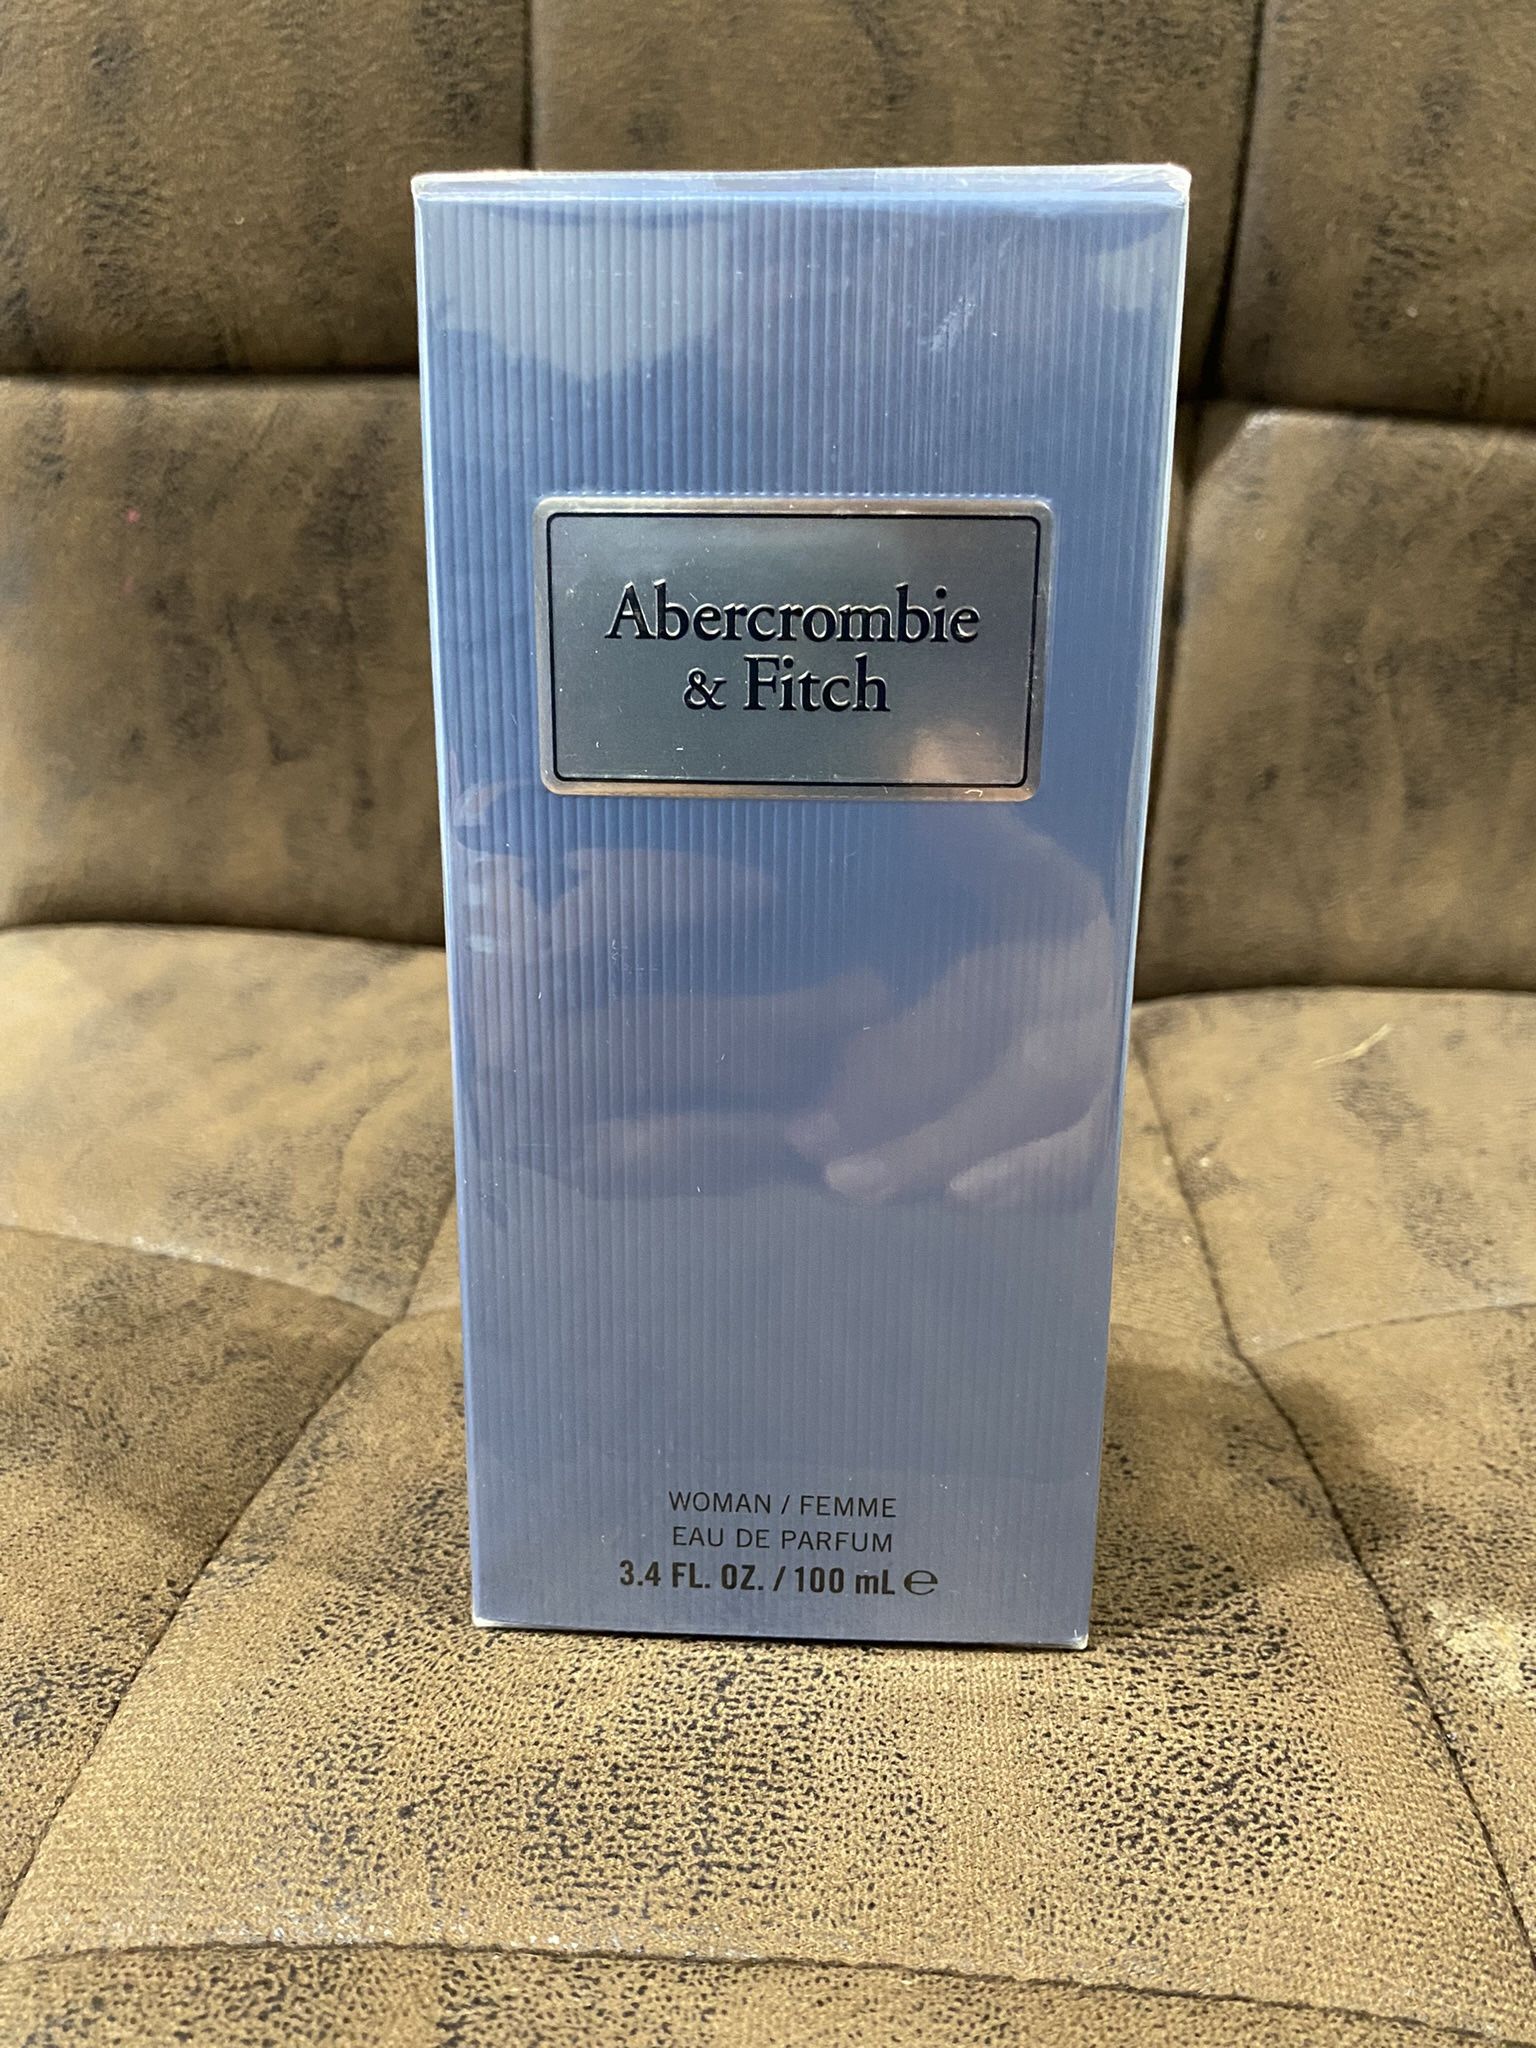 Abercrombie
& Fitch
WOMAN / FEMME
EAU DE PARFUM
3.4 FL. OZ. / 100 mL ℮